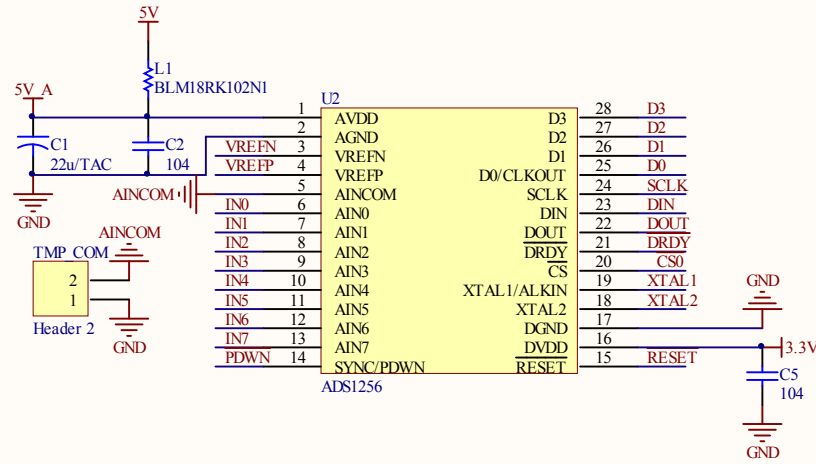 5V
L1
BLM18RK102N1
5V_A
C1
22u/TAC
C2
104
GND
U2
1 AVDD
2 AGND
VREFN 3 VREFN
VREFP 4 VREFP
AINCOM 5 AINCOM
IN0 6 AIN0
IN1 7 AIN1
IN2 8 AIN2
IN3 9 AIN3
IN4 10 AIN4
IN5 11 AIN5
IN6 12 AIN6
IN7 13 AIN7
PDWN 14 SYNC/PDWN
D3 28 D3
D2 27 D2
D1 26 D1
D0/CLKOUT 25 D0
SCLK 24 SCLK
DIN 23 DIN
DOUT 22 DOUT
DRDY 21 DRDY
CS 20 CS0
XTAL1/ALKIN 19 XTAL1
XTAL2 18 XTAL2
DGND 17
DVDD 16
RESET 15 RESET
ADS1256
AINCOM
TMP_COM
2
1
Header 2
GND
GND
3.3V
C5
104
GND